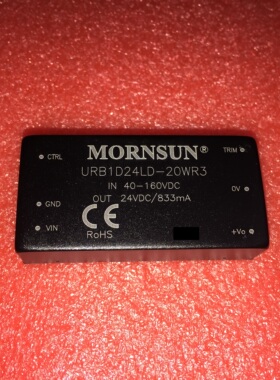 MORNSUN®
CTRL
TRIM
URB1D24LD-20WR3
IN 40-160VDC
0V
GND
OUT 24VDC/833mA
VIN
CE
RoHS
+Vo